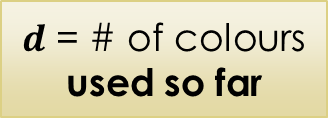 d = # of colours
used so far